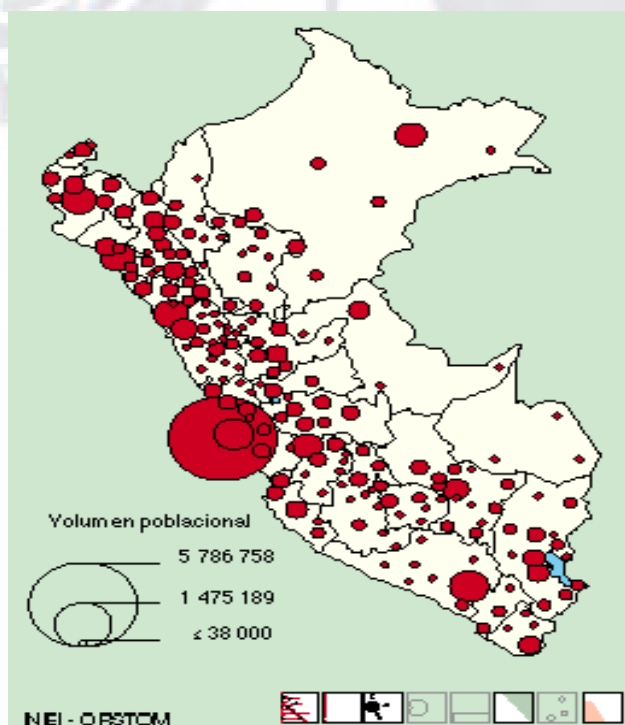 Volumen poblacional
5 786 758
1 475 189
≤ 38 000
INEI - ORSTOM